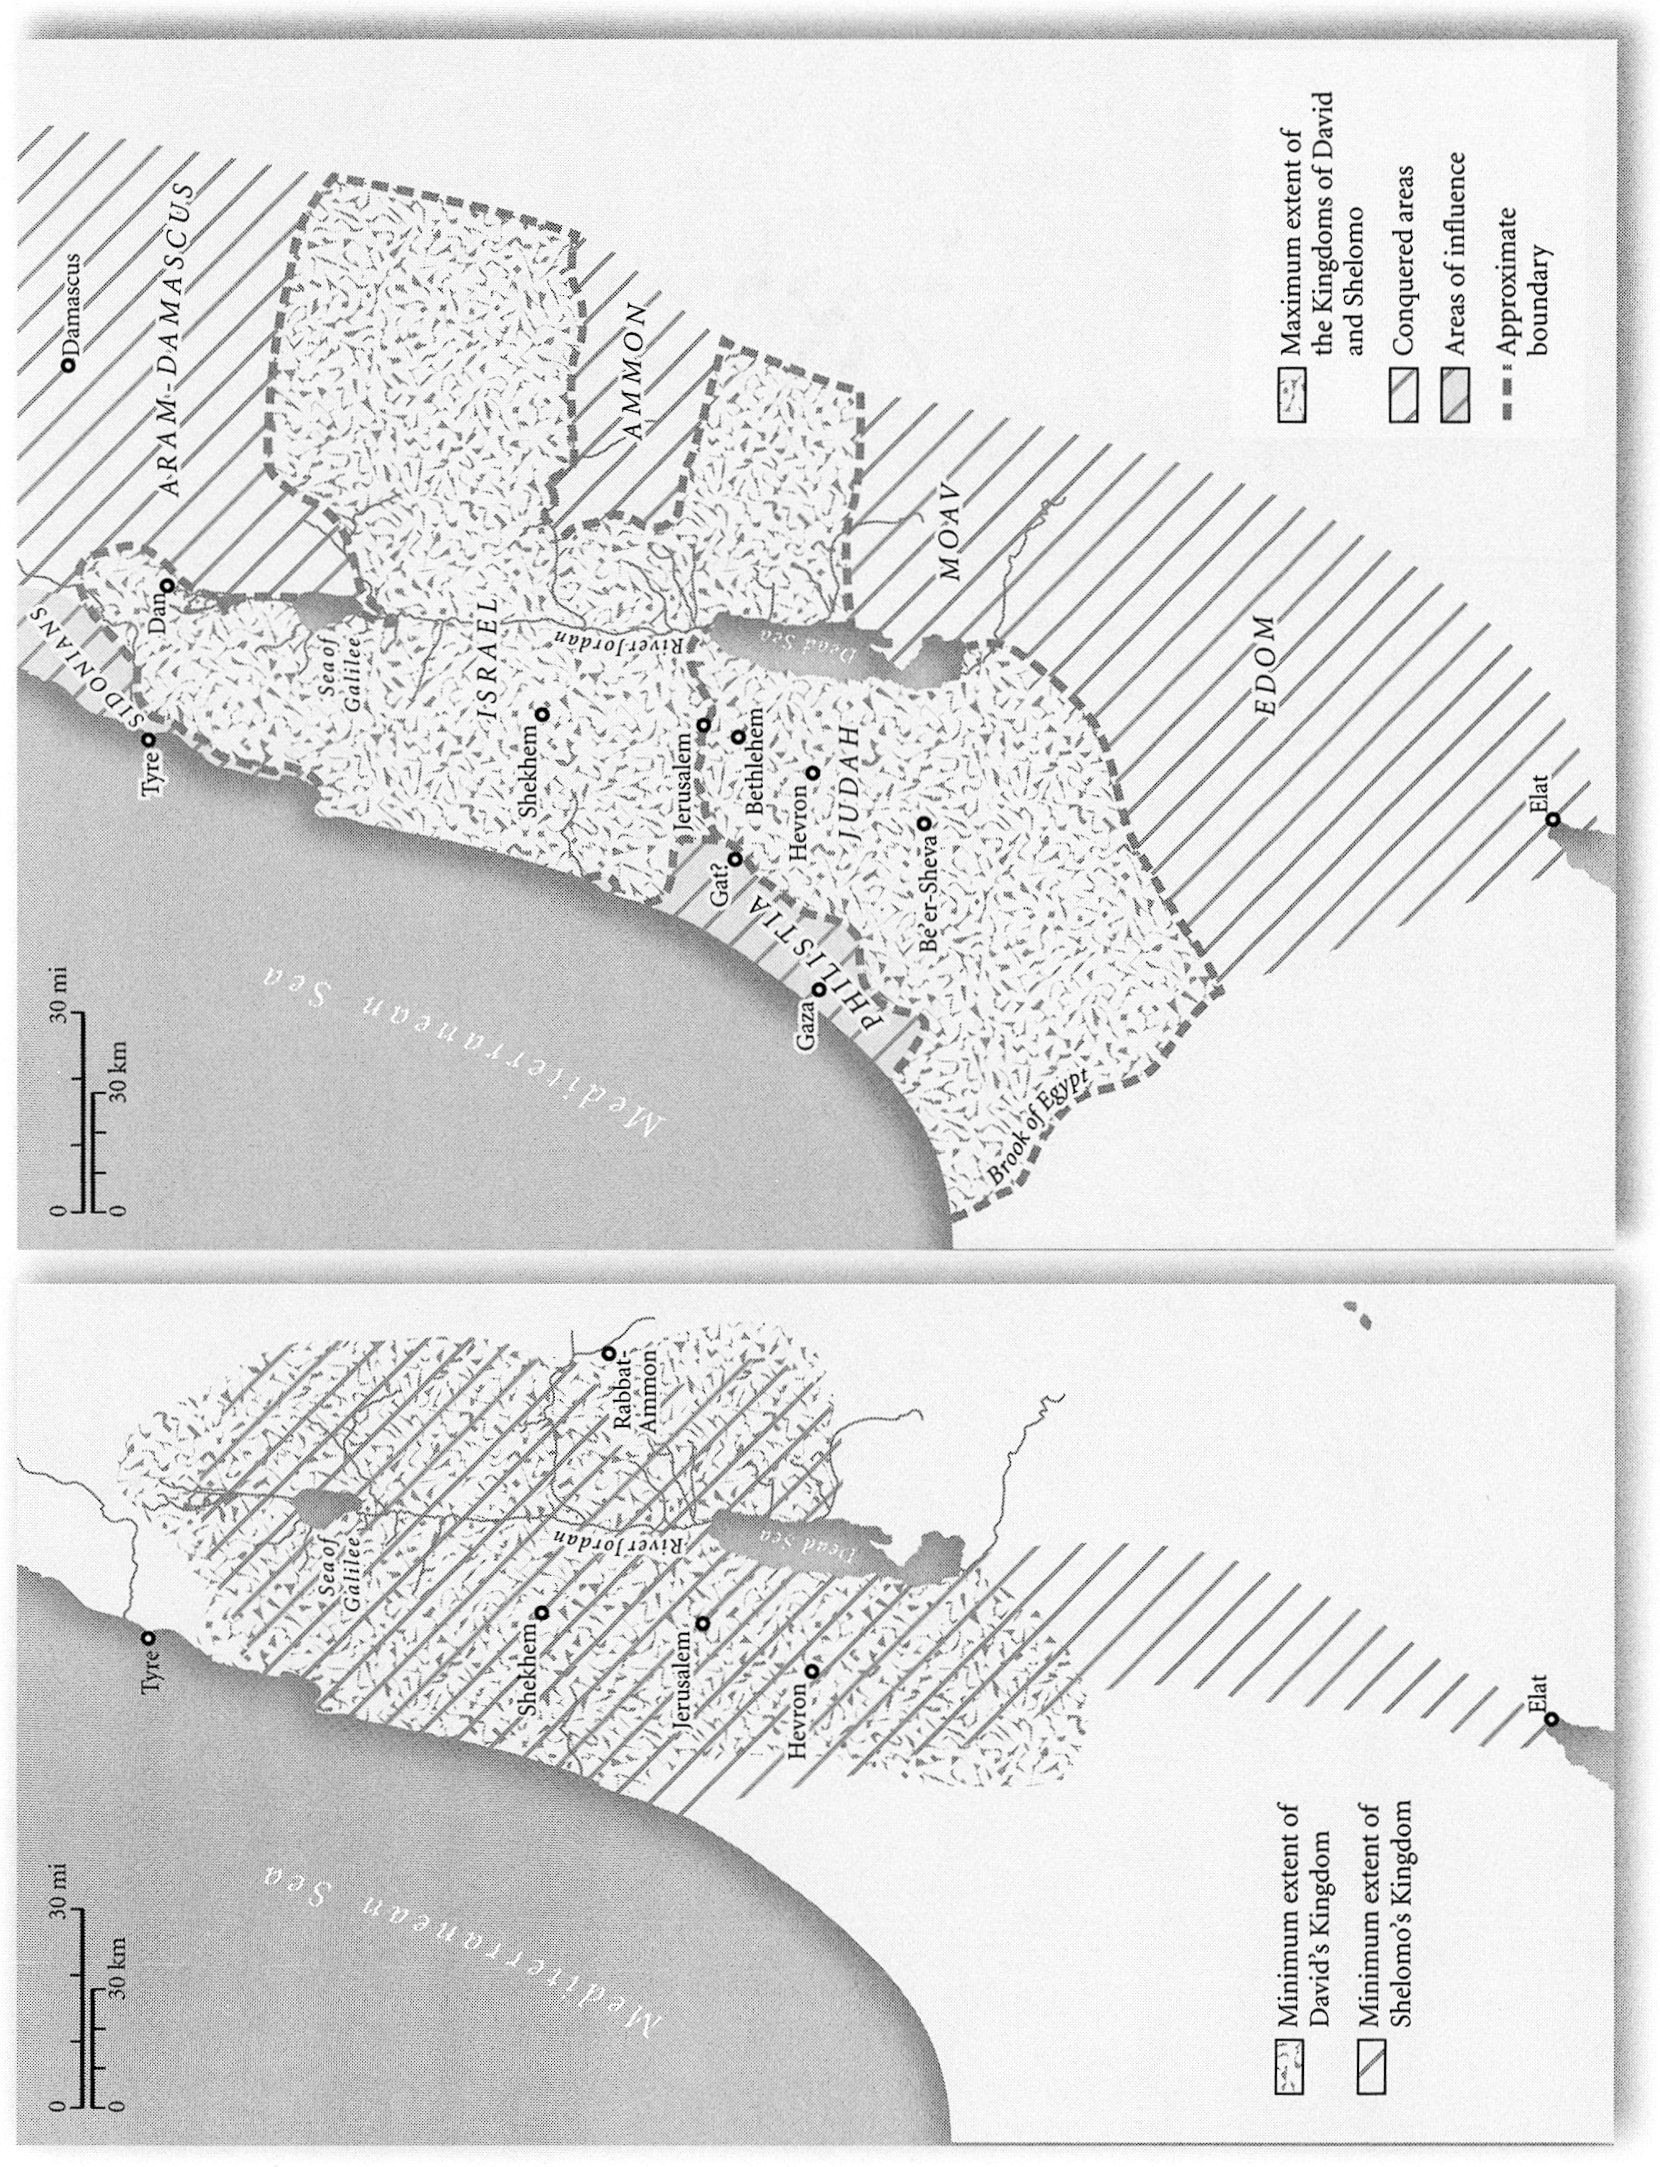 0 30 mi
0 30 km
Mediterranean Sea
Tyre
Sea of
Galilee
Shekhem
River Jordan
Rabbat-
Ammon
Jerusalem
Dead Sea
Hevron
Elat
Minimum extent of
David's Kingdom
Minimum extent of
Shelomo's Kingdom
0 30 mi
0 30 km
Mediterranean Sea
SIDONIANS
Tyre
Dan
Damascus
ARAM-DAMASCUS
Sea of
Galilee
ISRAEL
Shekhem
River Jordan
AMMON
Jerusalem
Bethlehem
Gat?
PHILISTIA
Gaza
Hevron
JUDAH
Dead Sea
Be'er-Sheva
MOAV
Brook of Egypt
EDOM
Elat
Maximum extent of
the Kingdoms of David
and Shelomo
Conquered areas
Areas of influence
Approximate
boundary